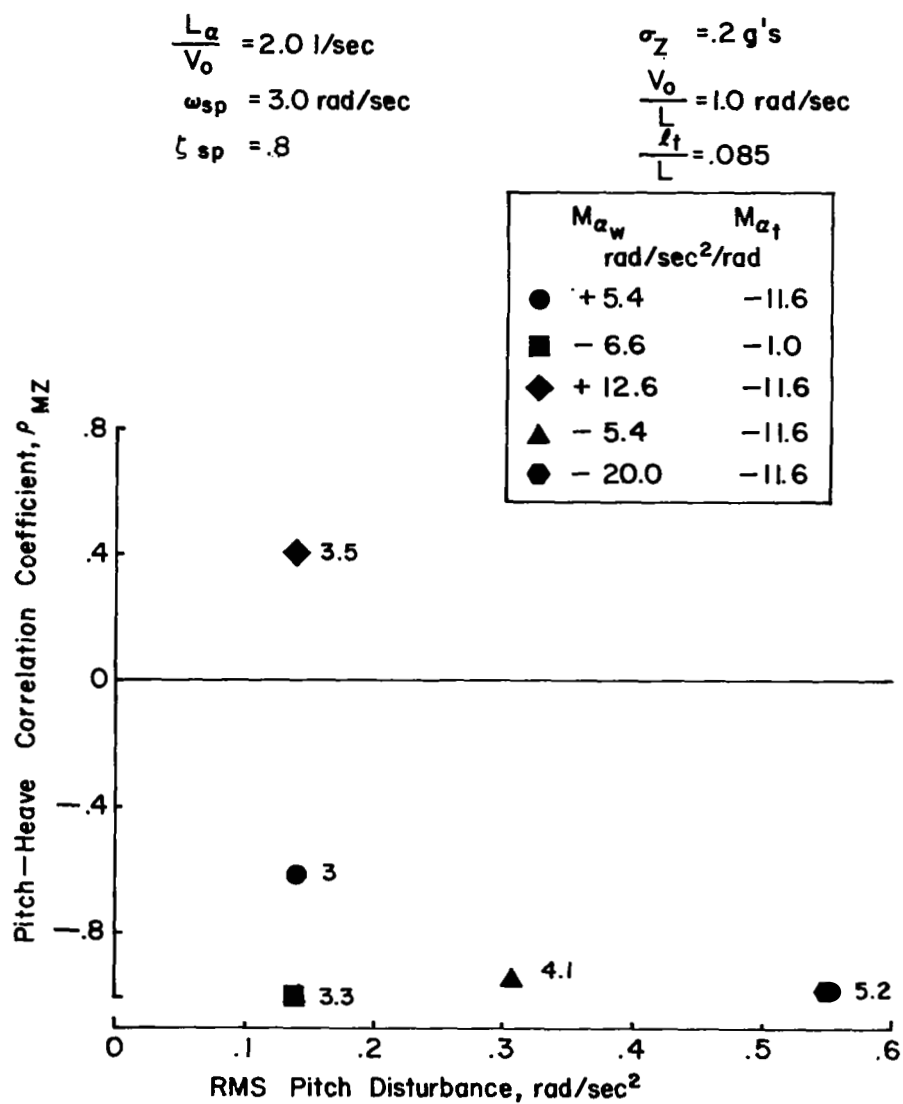 Lα/V₀ = 2.0 1/sec
ωsp = 3.0 rad/sec
ζsp = .8
σZ = .2 g's
V₀/L = 1.0 rad/sec
ℓt/L = .085
Mαw Mαt
rad/sec²/rad
+ 5.4 −11.6
− 6.6 −1.0
+ 12.6 −11.6
− 5.4 −11.6
− 20.0 −11.6
Pitch−Heave Correlation Coefficient, ρMZ
.8
.4
0
−.4
−.8
3.5
3
3.3
4.1
5.2
0 .1 .2 .3 .4 .5 .6
RMS Pitch Disturbance, rad/sec²